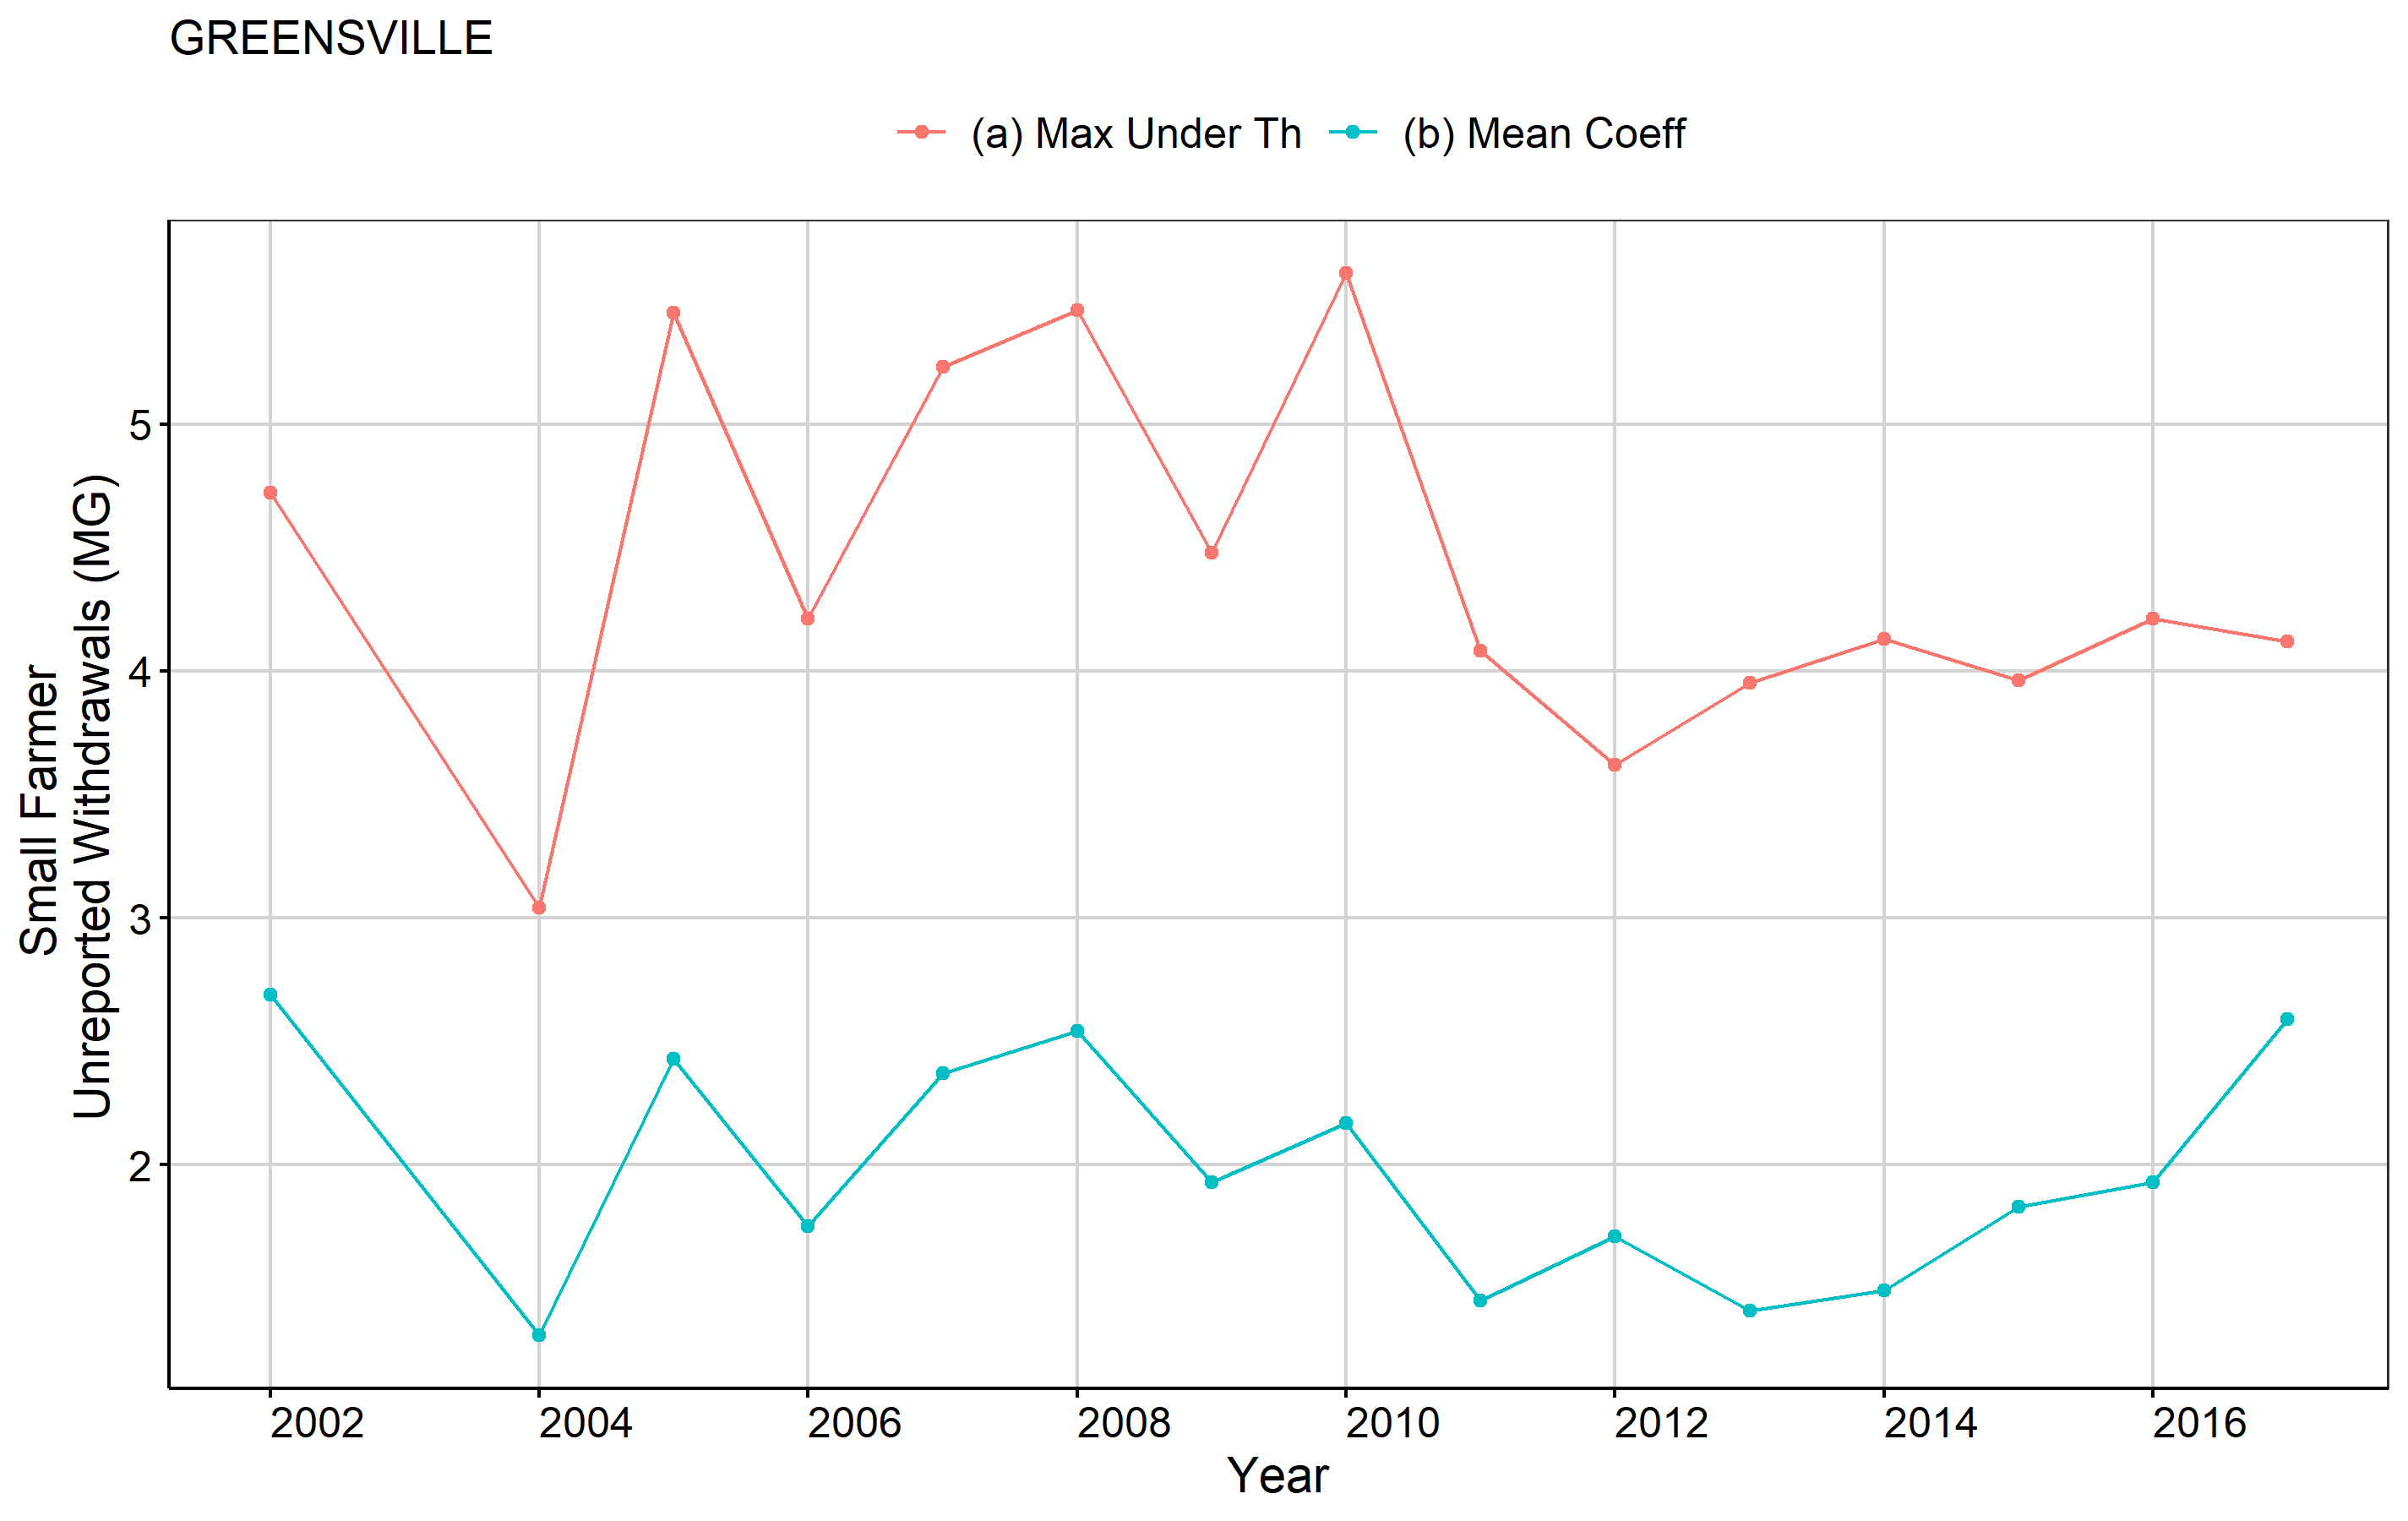 GREENSVILLE
(a) Max Under Th
(b) Mean Coeff
Small Farmer
Unreported Withdrawals (MG)
5
4
3
2
2002
2004
2006
2008
2010
2012
2014
2016
Year